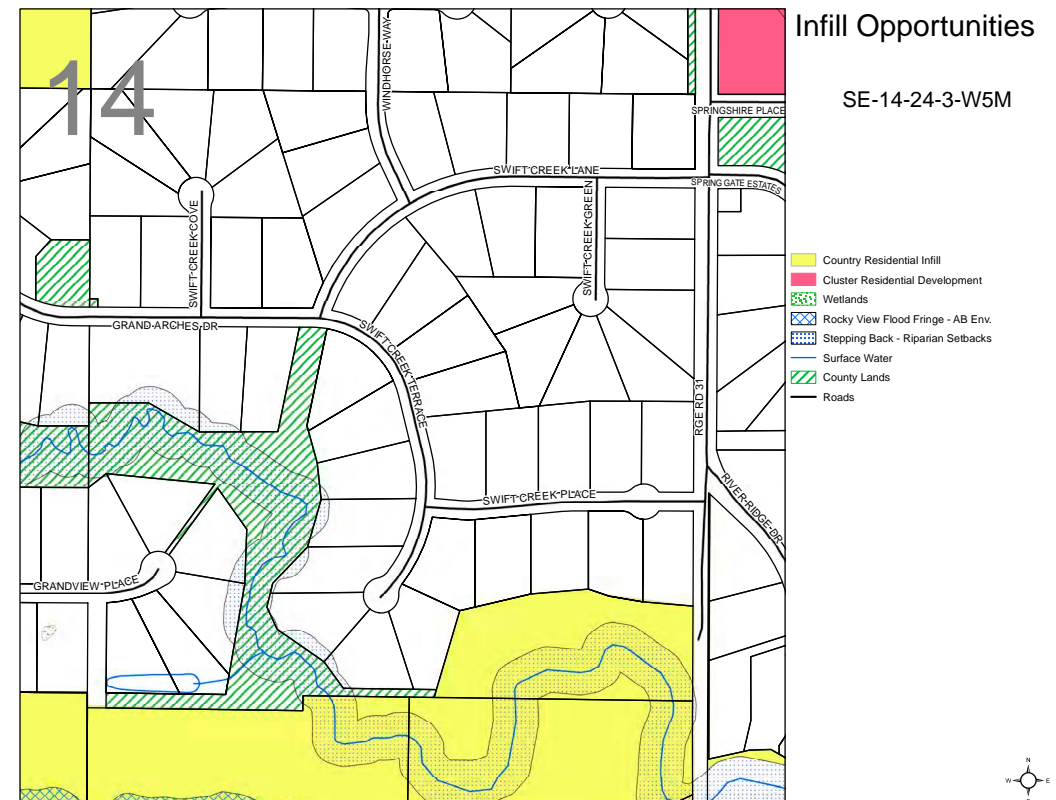 Infill Opportunities
SE-14-24-3-W5M
14
WINDHORSE WAY
SPRINGSHIRE PLACE
SWIFT CREEK LANE
SPRING GATE ESTATES
SWIFT CREEK COVE
SWIFT CREEK GREEN
GRAND ARCHES DR
SWIFT CREEK TERRACE
RGE RD 31
RIVER RIDGE DR
SWIFT CREEK PLACE
GRANDVIEW PLACE
Country Residential Infill
Cluster Residential Development
Wetlands
Rocky View Flood Fringe - AB Env.
Stepping Back - Riparian Setbacks
Surface Water
County Lands
Roads
N
W
E